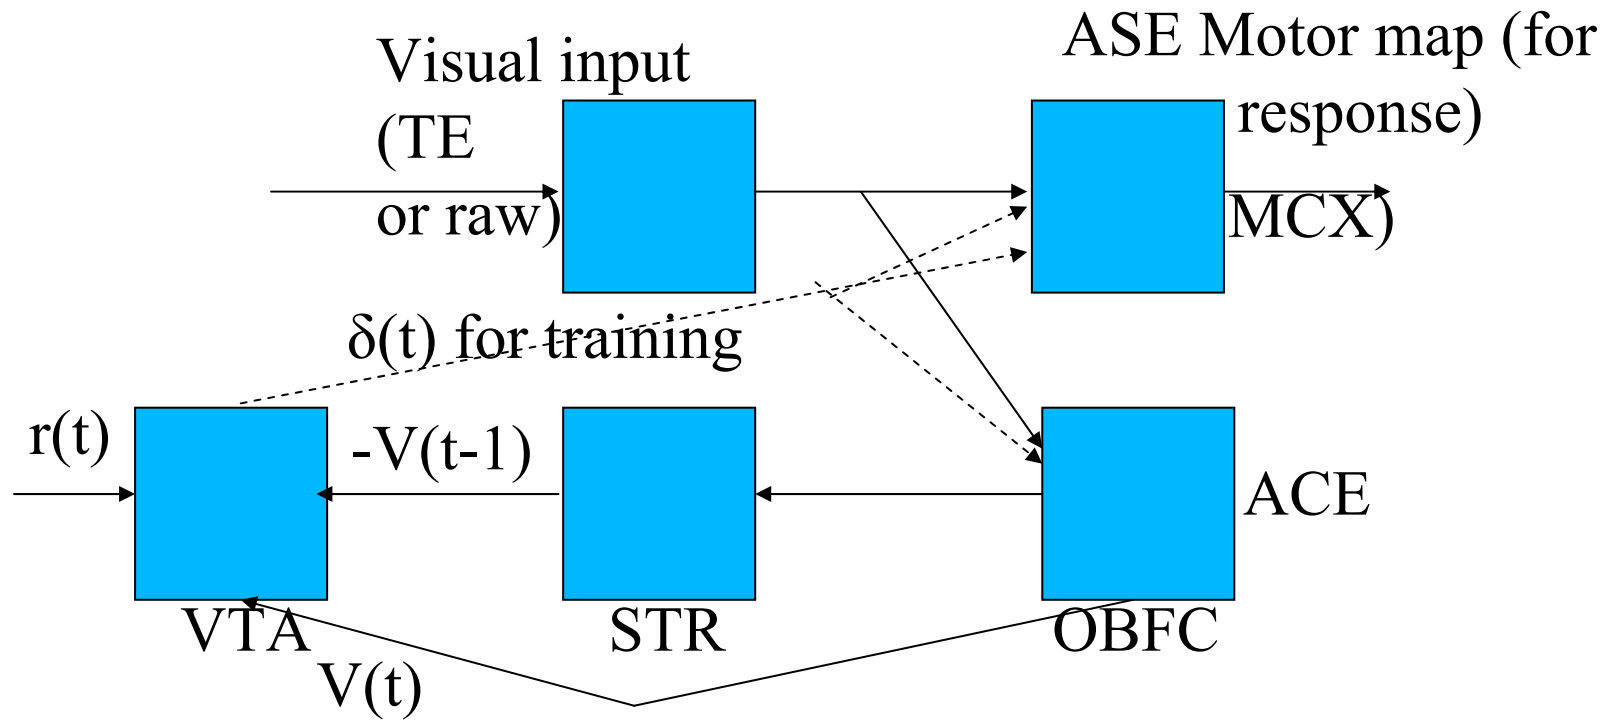 Visual input
(TE
or raw)
ASE Motor map (for
response)
MCX)
δ(t) for training
r(t)
-V(t-1)
ACE
VTA
STR
OBFC
V(t)